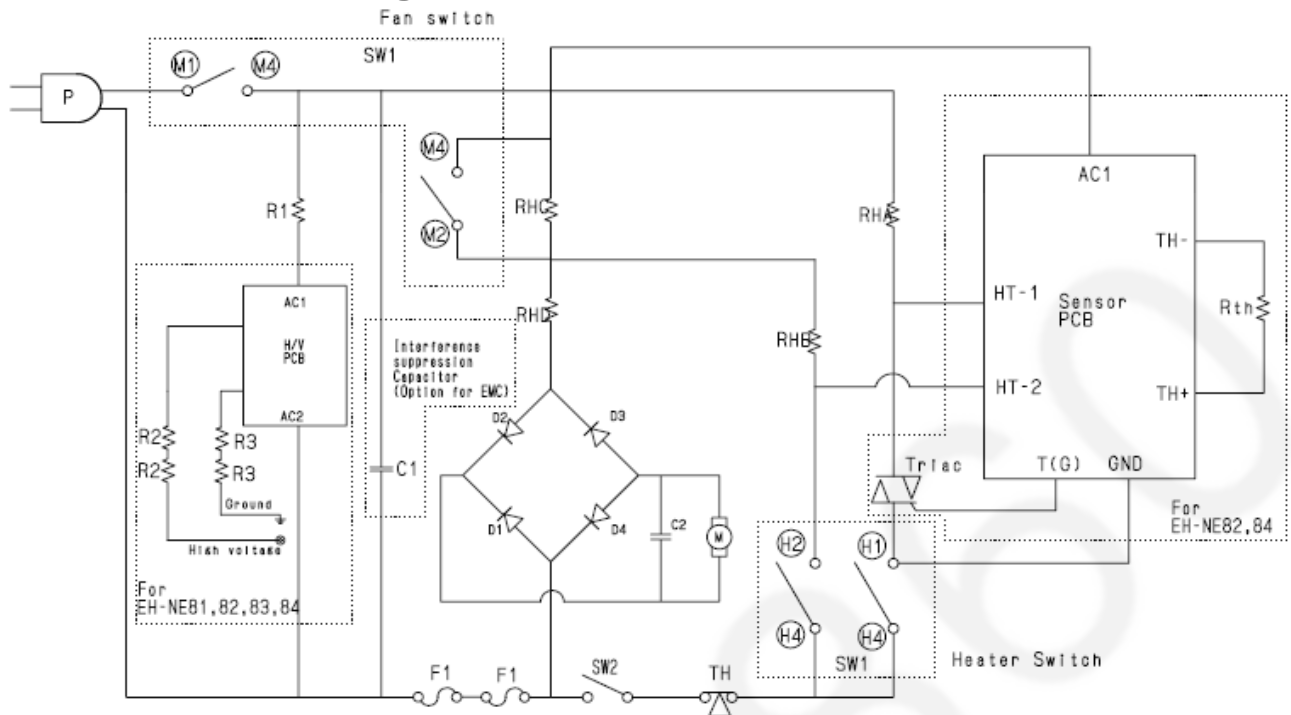 Fan switch
SW1
M1
M4
P
M4
M2
R1
RHC
RHA
AC1
TH-
HT-1
Sensor
PCB
Rth
HT-2
TH+
T(G)
GND
AC1
H/V
PCB
AC2
RHD
RHB
Interference
suppression
Capacitor
(Option for EMC)
D2
D3
D1
D4
R2
R2
R3
R3
C1
C2
M
Triac
Ground
High voltage
For
EH-NE81,82,83,84
For
EH-NE82,84
H2
H1
H4
H4
SW1
Heater Switch
F1
F1
SW2
TH